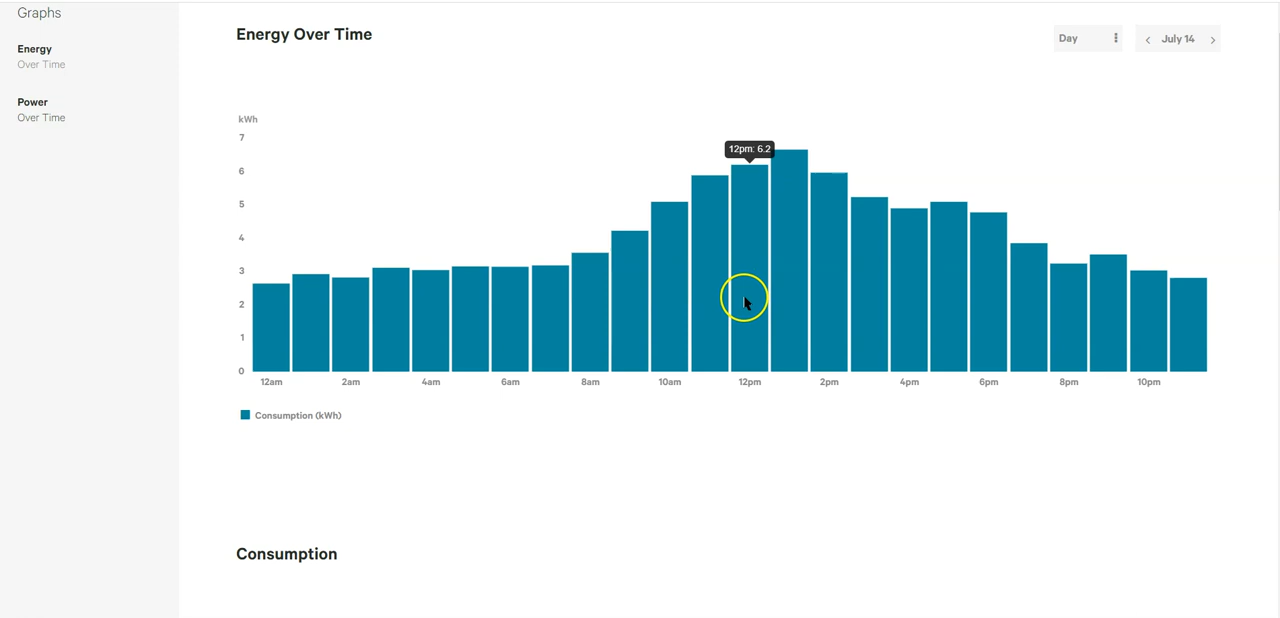 Graphs
Energy
Over Time
Power
Over Time
Energy Over Time
Day
July 14
kWh
7
6
5
4
3
2
1
0
12pm: 6.2
12am 2am 4am 6am 8am 10am 12pm 2pm 4pm 6pm 8pm 10pm
Consumption (kWh)
Consumption